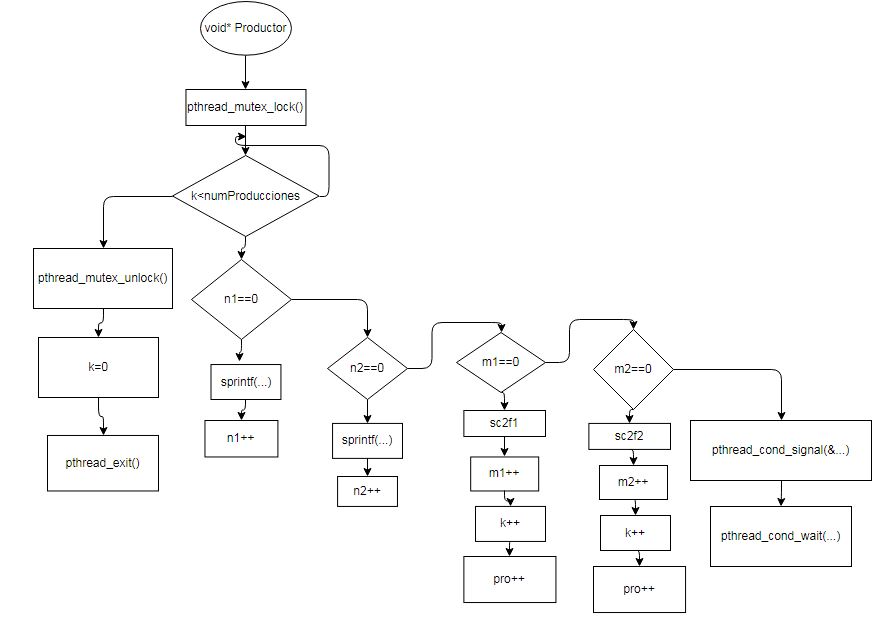 void* Productor
pthread_mutex_lock()
k<numProducciones
pthread_mutex_unlock()
k=0
pthread_exit()
n1==0
sprintf(...)
n1++
n2==0
sprintf(...)
n2++
m1==0
sc2f1
m1++
k++
pro++
m2==0
sc2f2
m2++
k++
pro++
pthread_cond_signal(&...)
pthread_cond_wait(...)